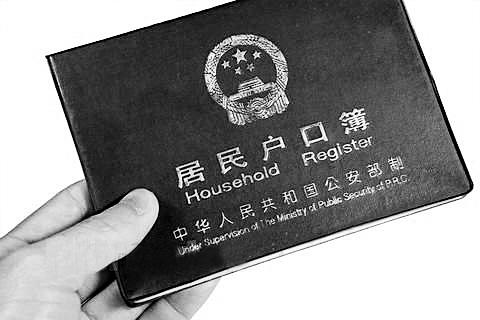 居民户口簿
Household Register
中华人民共和国公安部制
Under Supervision of The Ministry of Public Security of P.R.C.